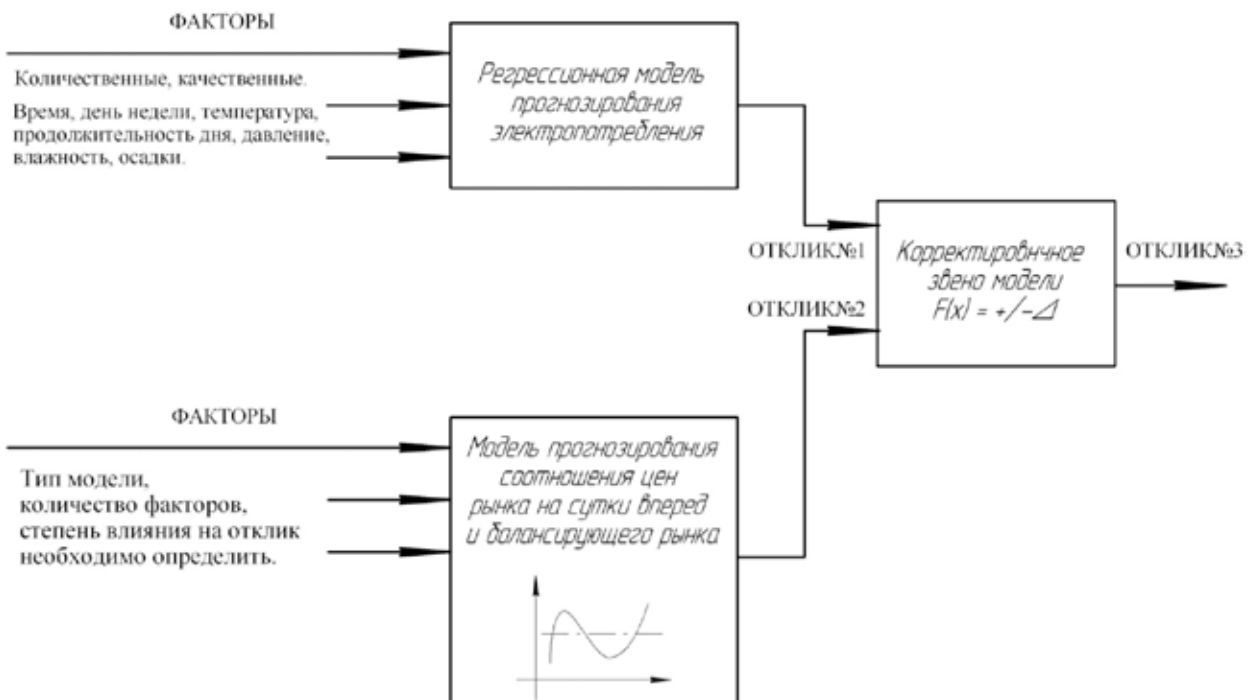 ФАКТОРЫ
Количественные, качественные.
Время, день недели, температура,
продолжительность дня, давление,
влажность, осадки.
Регрессионная модель
прогнозирования
электропотребления
ОТКЛИК№1
ОТКЛИК№2
Корректировичное
звено модели
F(x) = +/-⊿
ОТКЛИК№3
ФАКТОРЫ
Тип модели,
количество факторов,
степень влияния на отклик
необходимо определить.
Модель прогнозирования
соотношения цен
рынка на сутки вперед
и балансирующего рынка